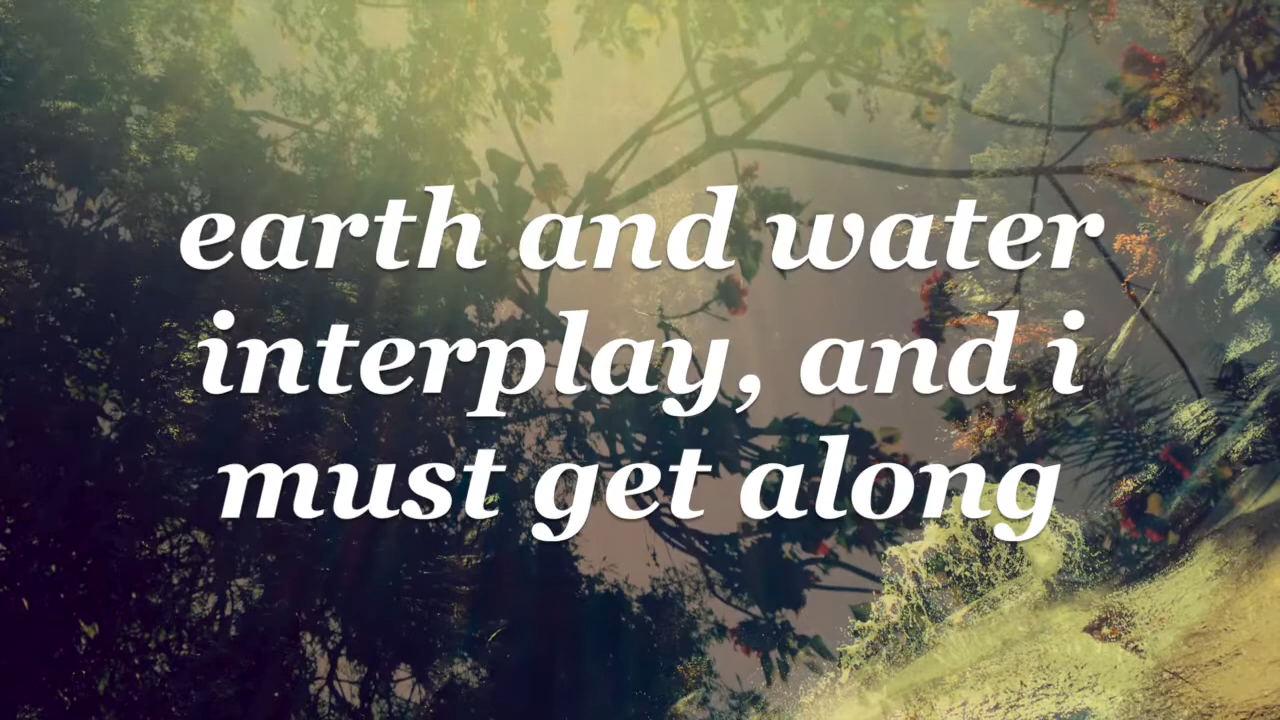 earth and water
interplay, and i
must get along